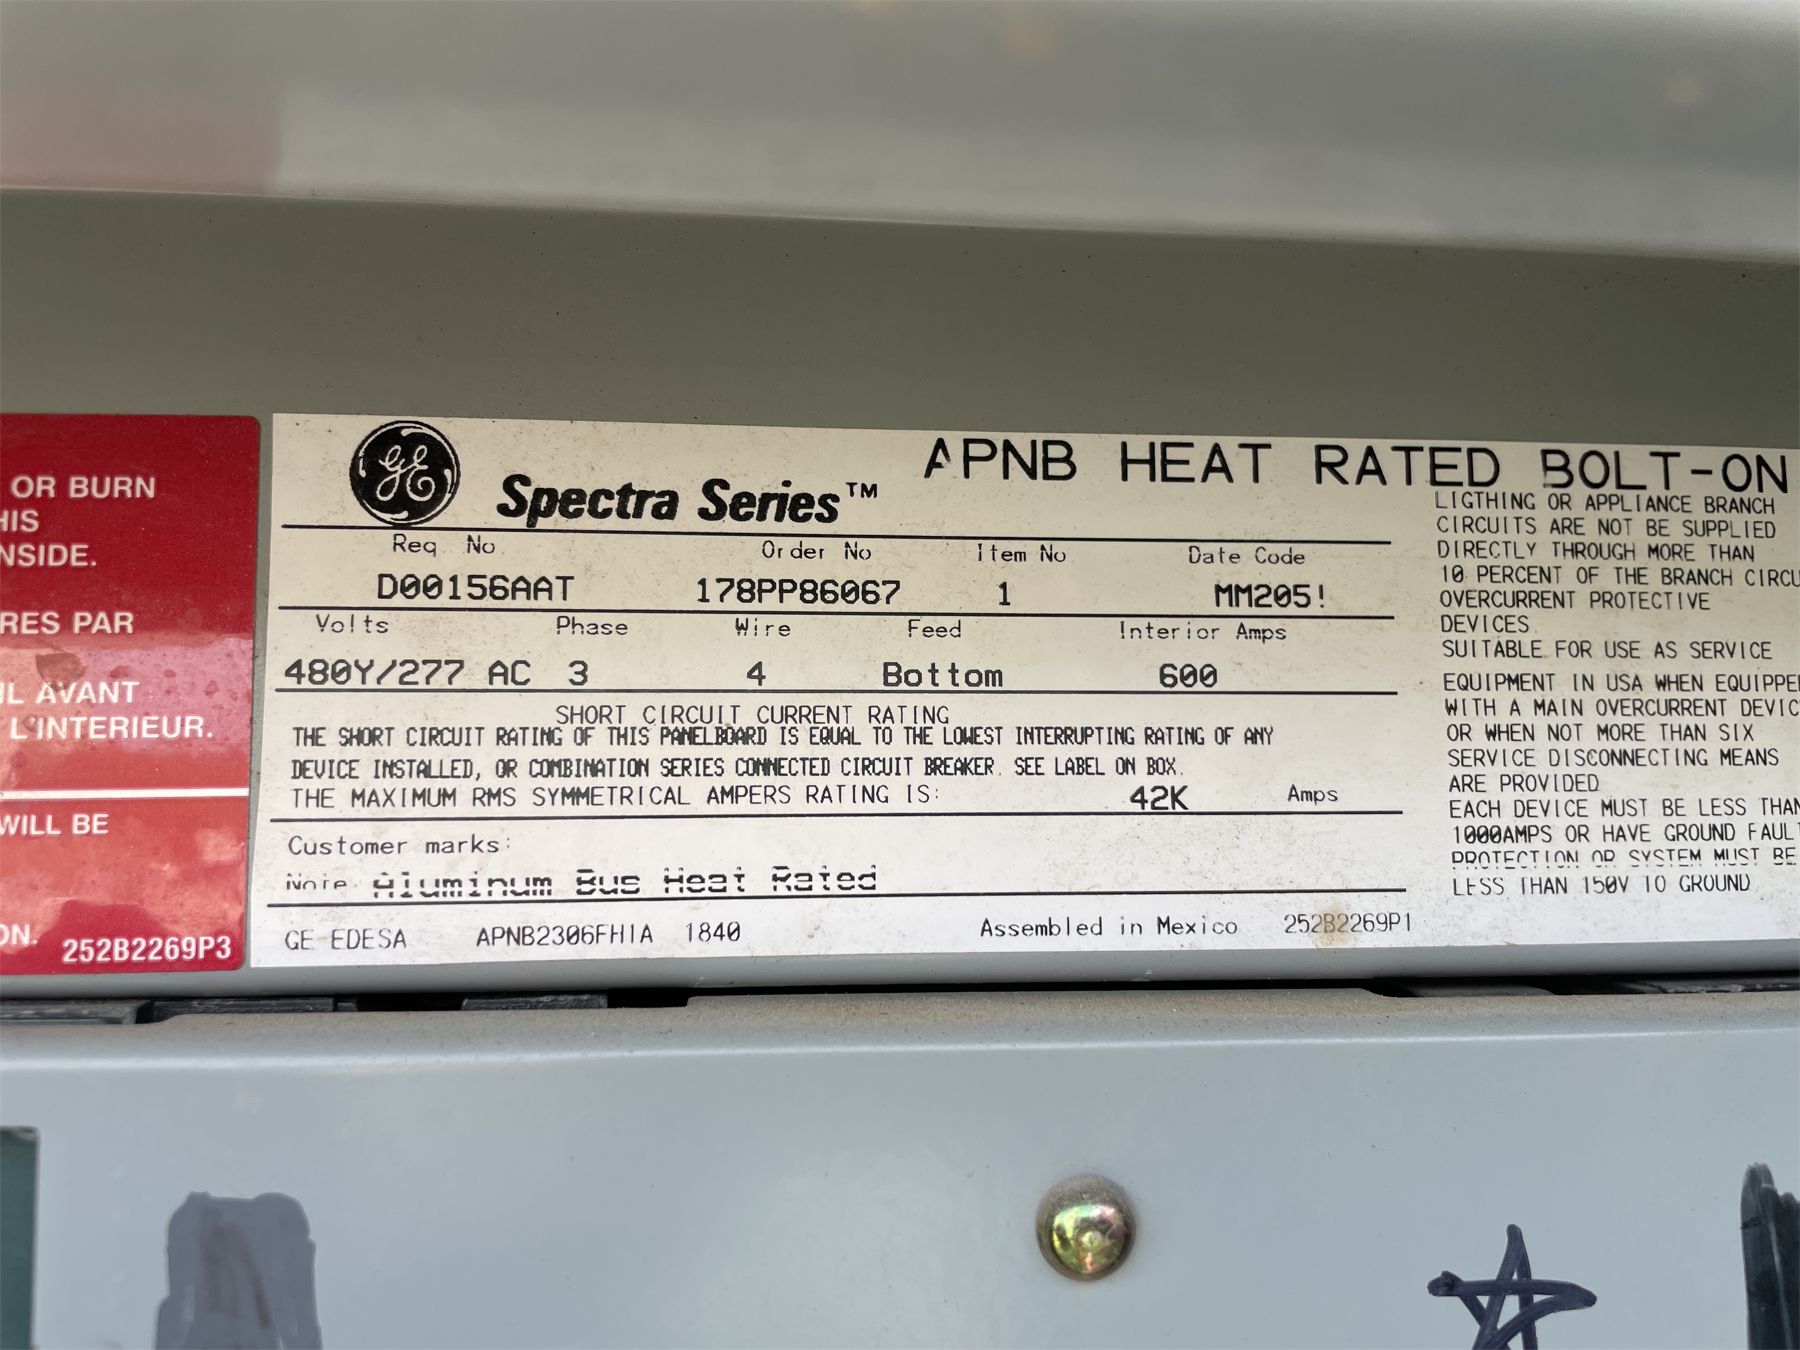 OR BURN
HIS
NSIDE.
RES PAR
IL AVANT
L'INTERIEUR.
WILL BE
ON.
252B2269P3
GE
Spectra Series™
APNB HEAT RATED BOLT-ON
Req No. Order No Item No Date Code
D00156AAT 178PP86067 1 MM205!
Volts Phase Wire Feed Interior Amps
480Y/277 AC 3 4 Bottom 600
SHORT CIRCUIT CURRENT RATING
THE SHORT CIRCUIT RATING OF THIS PANELBOARD IS EQUAL TO THE LOWEST INTERRUPTING RATING OF ANY
DEVICE INSTALLED, OR COMBINATION SERIES CONNECTED CIRCUIT BREAKER. SEE LABEL ON BOX.
THE MAXIMUM RMS SYMMETRICAL AMPERS RATING IS: 42K Amps
Customer marks:
Note Aluminum Bus Heat Rated
GE EDESA APNB2306FH1A 1840 Assembled in Mexico 252B2269P1
LIGTHING OR APPLIANCE BRANCH
CIRCUITS ARE NOT BE SUPPLIED
DIRECTLY THROUGH MORE THAN
10 PERCENT OF THE BRANCH CIRCU
OVERCURRENT PROTECTIVE
DEVICES
SUITABLE FOR USE AS SERVICE
EQUIPMENT IN USA WHEN EQUIPPE
WITH A MAIN OVERCURRENT DEVIC
OR WHEN NOT MORE THAN SIX
SERVICE DISCONNECTING MEANS
ARE PROVIDED
EACH DEVICE MUST BE LESS THAN
1000AMPS OR HAVE GROUND FAULT
PROTECTION OR SYSTEM MUST BE
LESS THAN 150V TO GROUND